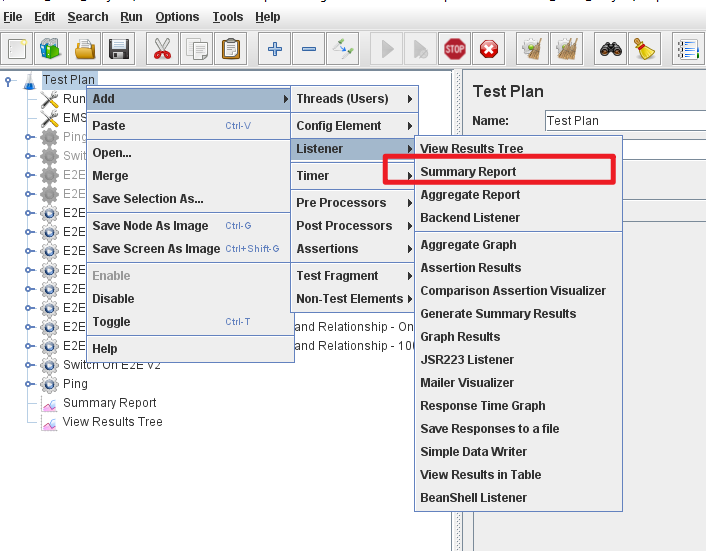 File Edit Search Run Options Tools Help
STOP
Test Plan
Run
EMS
Ping
Switc
E2E
E2E
E2E
E2E
E2E
E2E
E2E
E2E
E2E and Relationship - On
E2E and Relationship - 100
Switch On E2E V2
Ping
Summary Report
View Results Tree
Add
Paste Ctrl-V
Open...
Merge
Save Selection As...
Save Node As Image Ctrl-G
Save Screen As Image Ctrl+Shift-G
Enable
Disable
Toggle Ctrl-T
Help
Threads (Users)
Config Element
Listener
Timer
Pre Processors
Post Processors
Assertions
Test Fragment
Non-Test Elements
View Results Tree
Summary Report
Aggregate Report
Backend Listener
Aggregate Graph
Assertion Results
Comparison Assertion Visualizer
Generate Summary Results
Graph Results
JSR223 Listener
Mailer Visualizer
Response Time Graph
Save Responses to a file
Simple Data Writer
View Results in Table
BeanShell Listener
Test Plan
Name: Test Plan